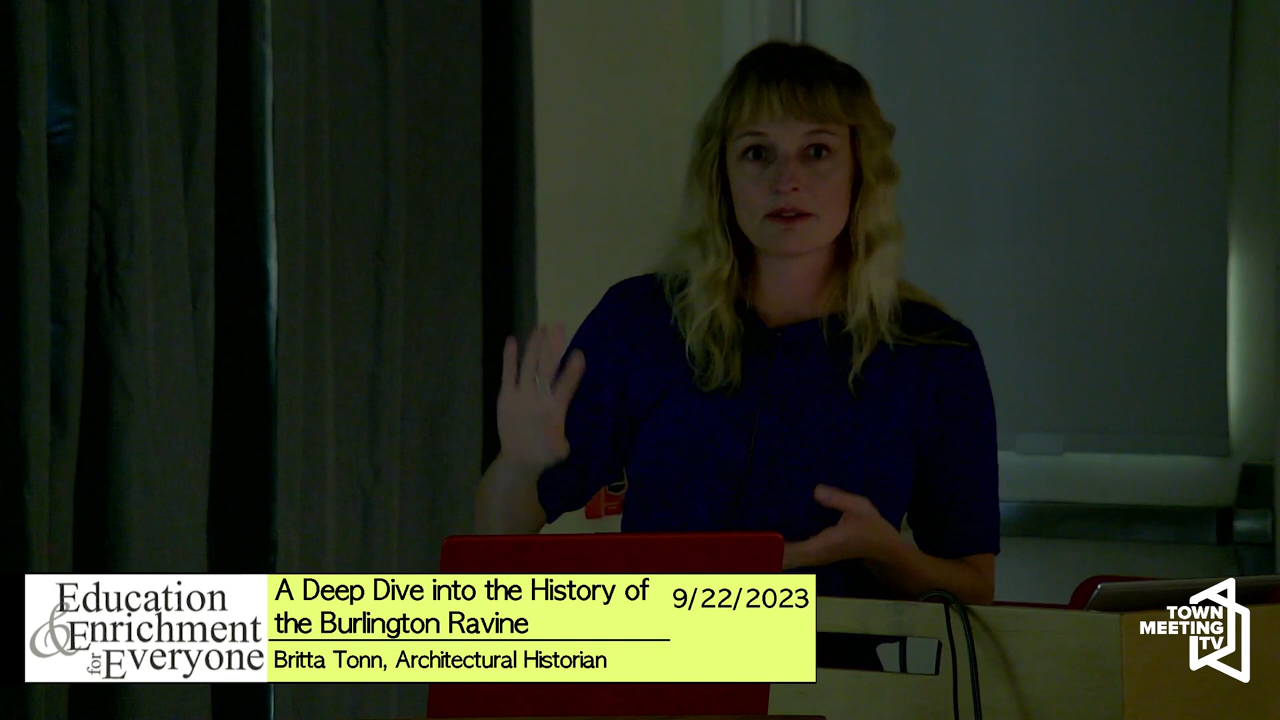 Education
& Enrichment
for Everyone
A Deep Dive into the History of
the Burlington Ravine
9/22/2023
Britta Tonn, Architectural Historian
TOWN
MEETING
TV